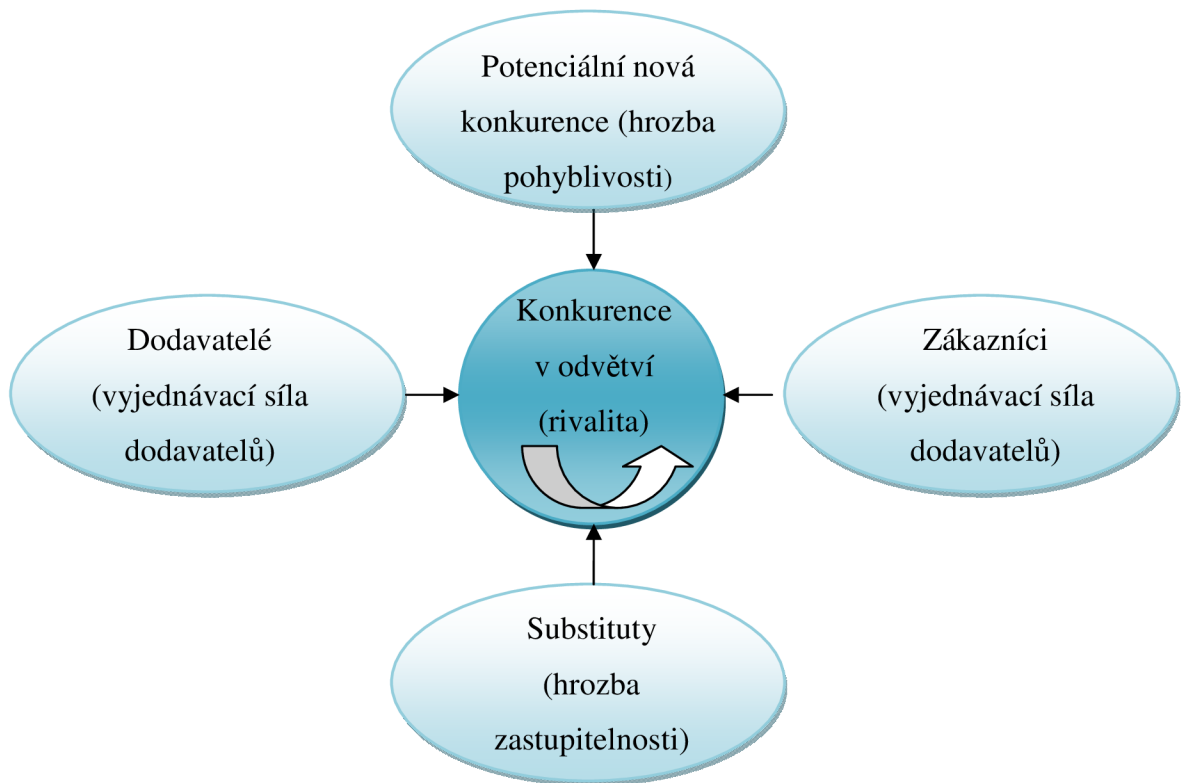 Potenciální nová
konkurence (hrozba
pohyblivosti)
Konkurence
v odvětví
(rivalita)
Dodavatelé
(vyjednávací síla
dodavatelů)
Zákazníci
(vyjednávací síla
dodavatelů)
Substituty
(hrozba
zastupitelnosti)